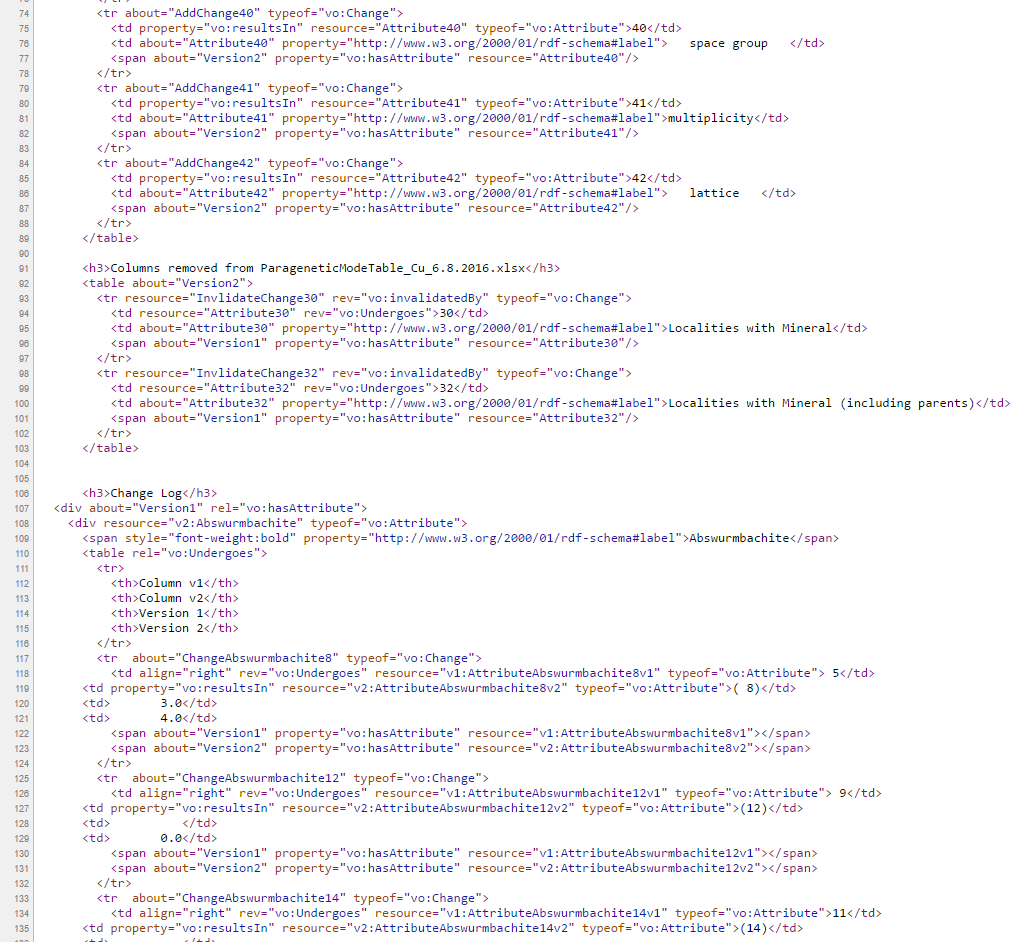 74 <tr about="AddChange40" typeof="vo:Change">
75 <td property="vo:resultsIn" resource="Attribute40" typeof="vo:Attribute">40</td>
76 <td about="Attribute40" property="http://www.w3.org/2000/01/rdf-schema#label"> space group </td>
77 <span about="Version2" property="vo:hasAttribute" resource="Attribute40"/>
78 </tr>
79 <tr about="AddChange41" typeof="vo:Change">
80 <td property="vo:resultsIn" resource="Attribute41" typeof="vo:Attribute">41</td>
81 <td about="Attribute41" property="http://www.w3.org/2000/01/rdf-schema#label">multiplicity</td>
82 <span about="Version2" property="vo:hasAttribute" resource="Attribute41"/>
83 </tr>
84 <tr about="AddChange42" typeof="vo:Change">
85 <td property="vo:resultsIn" resource="Attribute42" typeof="vo:Attribute">42</td>
86 <td about="Attribute42" property="http://www.w3.org/2000/01/rdf-schema#label"> lattice </td>
87 <span about="Version2" property="vo:hasAttribute" resource="Attribute42"/>
88 </tr>
89 </table>
90
91 <h3>Columns removed from ParageneticModeTable_Cu_6.8.2016.xlsx</h3>
92 <table about="Version2">
93 <tr resource="InvlidateChange30" rev="vo:invalidatedBy" typeof="vo:Change">
94 <td resource="Attribute30" rev="vo:Undergoes">30</td>
95 <td about="Attribute30" property="http://www.w3.org/2000/01/rdf-schema#label">Localities with Mineral</td>
96 <span about="Version1" property="vo:hasAttribute" resource="Attribute30"/>
97 </tr>
98 <tr resource="InvlidateChange32" rev="vo:invalidatedBy" typeof="vo:Change">
99 <td resource="Attribute32" rev="vo:Undergoes">32</td>
100 <td about="Attribute32" property="http://www.w3.org/2000/01/rdf-schema#label">Localities with Mineral (including parents)</td>
101 <span about="Version1" property="vo:hasAttribute" resource="Attribute32"/>
102 </tr>
103 </table>
104
105
106 <h3>Change Log</h3>
107 <div about="Version1" rel="vo:hasAttribute">
108 <div resource="v2:Abswurmbachite" typeof="vo:Attribute">
109 <span style="font-weight:bold" property="http://www.w3.org/2000/01/rdf-schema#label">Abswurmbachite</span>
110 <table rel="vo:Undergoes">
111 <tr>
112 <th>Column v1</th>
113 <th>Column v2</th>
114 <th>Version 1</th>
115 <th>Version 2</th>
116 </tr>
117 <tr  about="ChangeAbswurmbachite8" typeof="vo:Change">
118 <td align="right" rev="vo:Undergoes" resource="v1:AttributeAbswurmbachite8v1" typeof="vo:Attribute"> 5</td>
119 <td property="vo:resultsIn" resource="v2:AttributeAbswurmbachite8v2" typeof="vo:Attribute">( 8)</td>
120 <td> 3.0</td>
121 <td> 4.0</td>
122 <span about="Version1" property="vo:hasAttribute" resource="v1:AttributeAbswurmbachite8v1"></span>
123 <span about="Version2" property="vo:hasAttribute" resource="v2:AttributeAbswurmbachite8v2"></span>
124 </tr>
125 <tr  about="ChangeAbswurmbachite12" typeof="vo:Change">
126 <td align="right" rev="vo:Undergoes" resource="v1:AttributeAbswurmbachite12v1" typeof="vo:Attribute"> 9</td>
127 <td property="vo:resultsIn" resource="v2:AttributeAbswurmbachite12v2" typeof="vo:Attribute">(12)</td>
128 <td> </td>
129 <td> 0.0</td>
130 <span about="Version1" property="vo:hasAttribute" resource="v1:AttributeAbswurmbachite12v1"></span>
131 <span about="Version2" property="vo:hasAttribute" resource="v2:AttributeAbswurmbachite12v2"></span>
132 </tr>
133 <tr  about="ChangeAbswurmbachite14" typeof="vo:Change">
134 <td align="right" rev="vo:Undergoes" resource="v1:AttributeAbswurmbachite14v1" typeof="vo:Attribute">11</td>
135 <td property="vo:resultsIn" resource="v2:AttributeAbswurmbachite14v2" typeof="vo:Attribute">(14)</td>